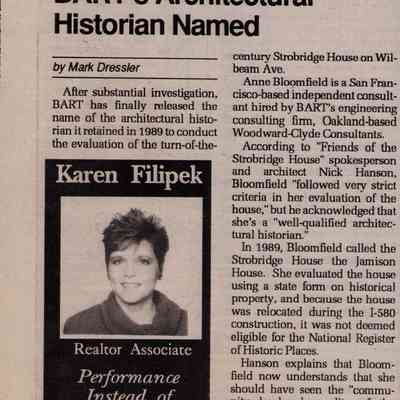 BART's Architectural
Historian Named
by Mark Dressler
After substantial investigation,
BART has finally released the
name of the architectural histo-
rian it retained in 1989 to conduct
the evaluation of the turn-of-the-
century Strobridge House on Wil-
beam Ave.
Anne Bloomfield is a San Fran-
cisco-based independent consult-
ant hired by BART's engineering
consulting firm, Oakland-based
Woodward-Clyde Consultants.
According to "Friends of the
Strobridge House" spokesperson
and architect Nick Hanson,
Bloomfield "followed very strict
criteria in her evaluation of the
house," but he acknowledged that
she's a "well-qualified architec-
tural historian."
In 1989, Bloomfield called the
Strobridge House the Jamison
House. She evaluated the house
using a state form on historical
property, and because the house
was relocated during the I-580
construction, it was not deemed
eligible for the National Register
of Historic Places.
Hanson explains that Bloom-
field now understands that she
should have seen the "commu-
Karen Filipek
Realtor Associate
Performance
Instead of